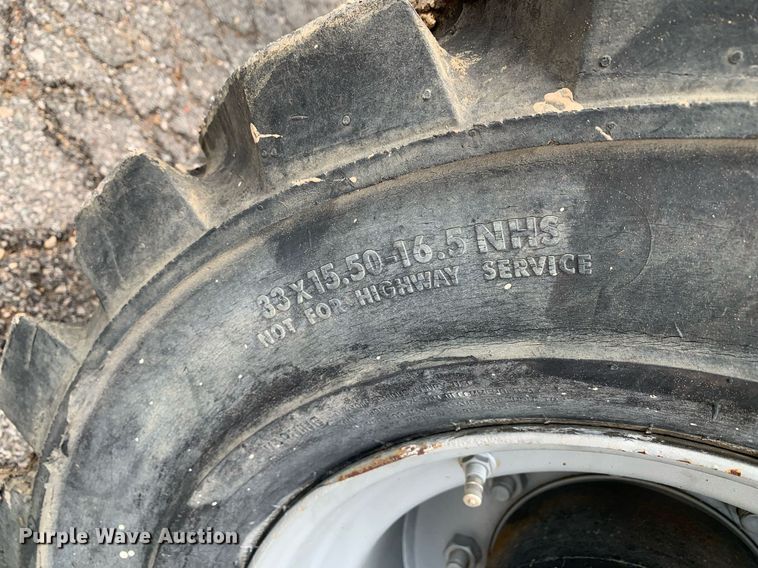 33X15.50-16.5 NHS
NOT FOR HIGHWAY SERVICE
Purple Wave Auction